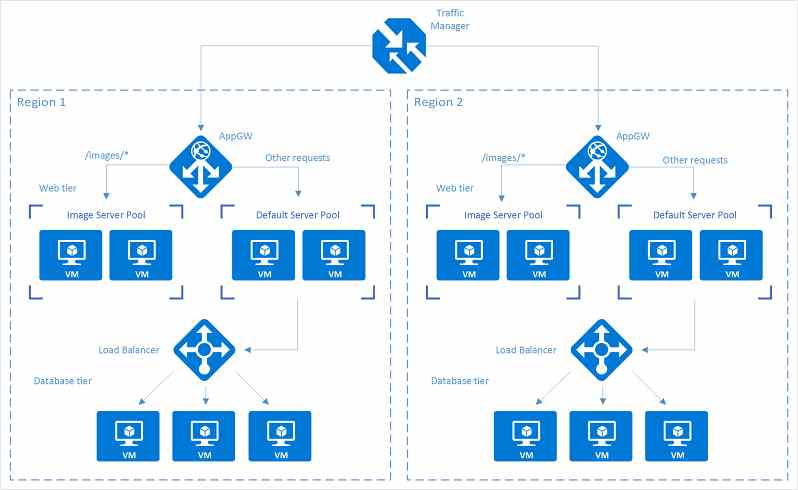 Traffic
Manager
Region 1
AppGW
/images/*
Other requests
Web tier
Image Server Pool
Default Server Pool
VM
VM
VM
VM
Load Balancer
Database tier
VM
VM
VM
Region 2
AppGW
/images/*
Other requests
Web tier
Image Server Pool
Default Server Pool
VM
VM
VM
VM
Load Balancer
Database tier
VM
VM
VM